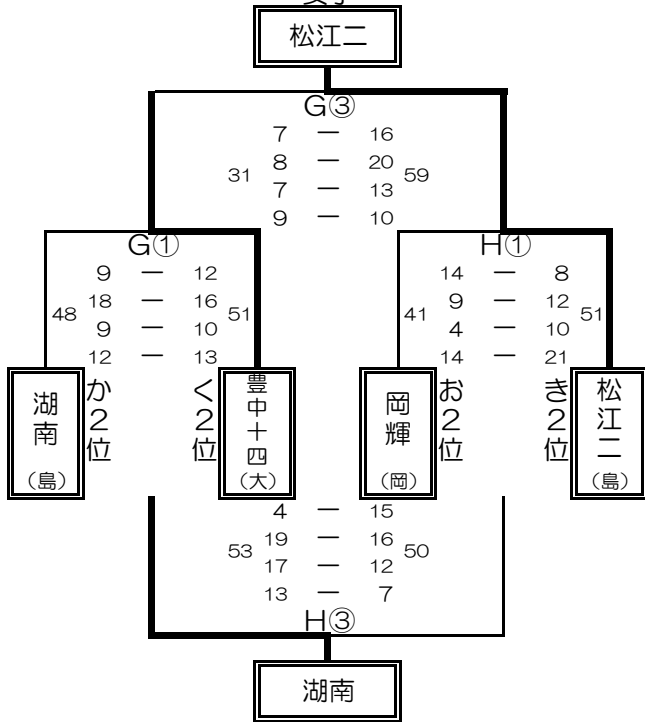 松江二
G③
7 — 16
8 — 20
31 59
7 — 13
9 — 10
G① H①
9 — 12 14 — 8
18 — 16 9 — 12
48 51 41 51
9 — 10 4 — 10
12 — 13 14 — 21
湖南（島）
か2位
く2位
豊中十四（大）
岡輝（岡）
お2位
き2位
松江二（島）
4 — 15
19 — 16
53 50
17 — 12
13 — 7
H③
湖南